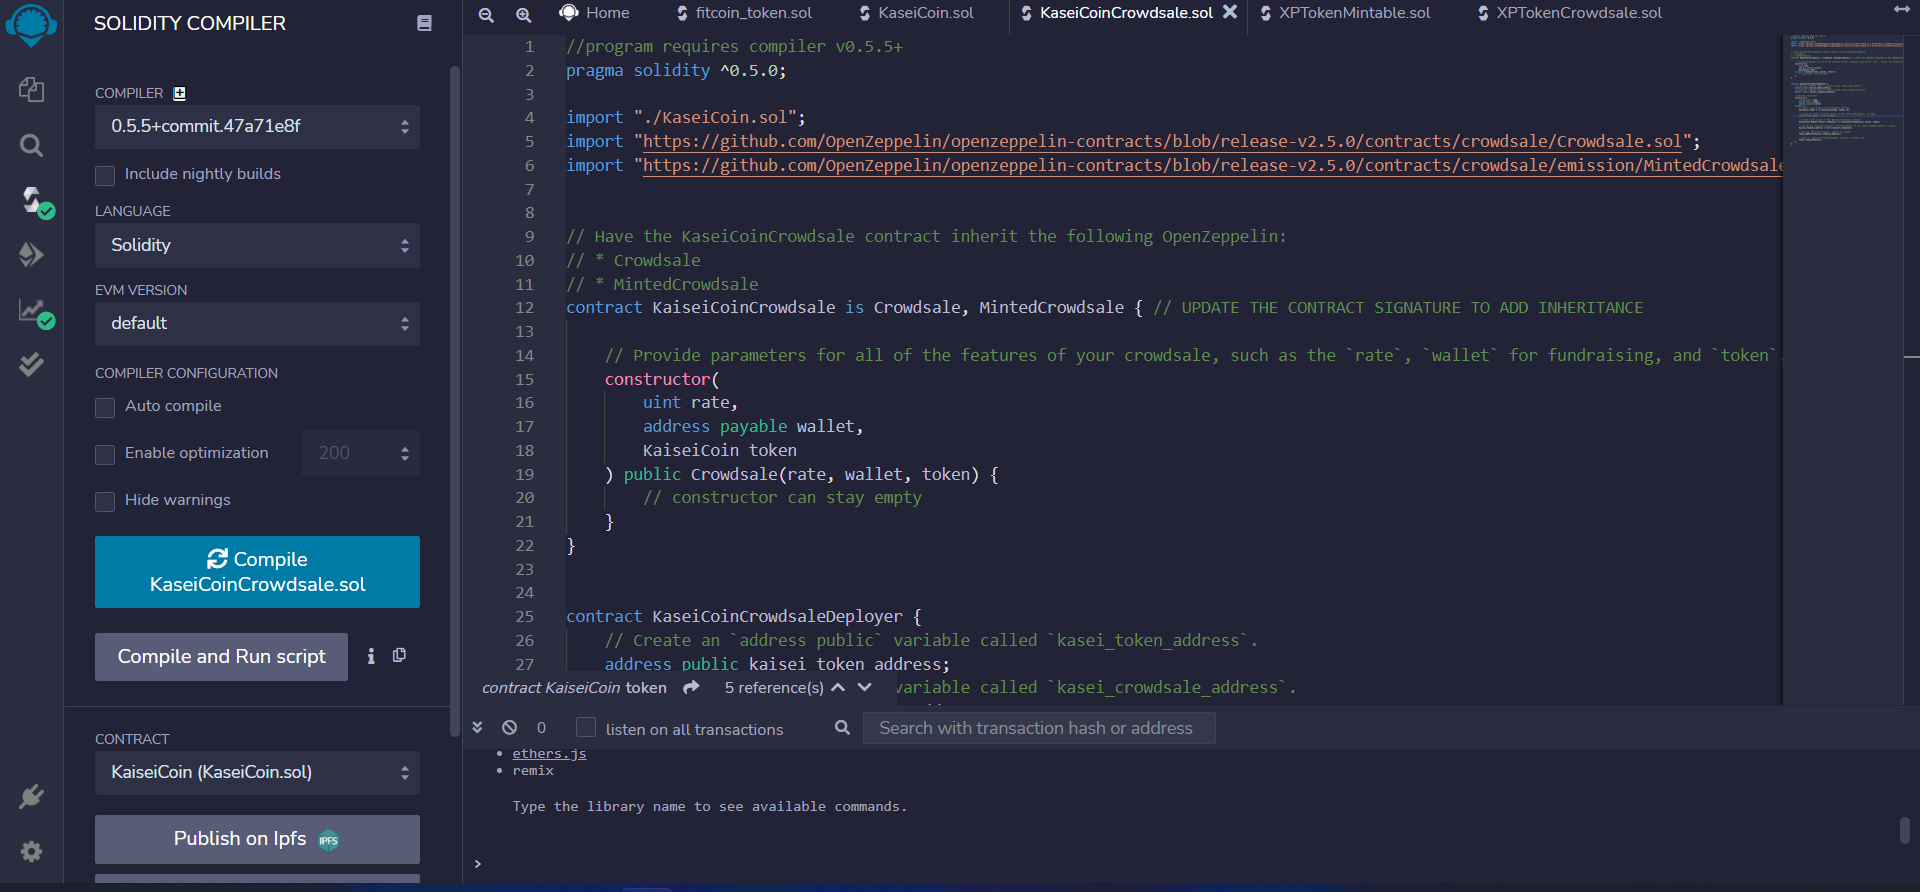 SOLIDITY COMPILER
COMPILER
0.5.5+commit.47a71e8f
Include nightly builds
LANGUAGE
Solidity
EVM VERSION
default
COMPILER CONFIGURATION
Auto compile
Enable optimization
200
Hide warnings
Compile
KaseiCoinCrowdsale.sol
Compile and Run script
CONTRACT
KaiseiCoin (KaseiCoin.sol)
Publish on Ipfs
IPFS
Home
fitcoin_token.sol
KaseiCoin.sol
KaseiCoinCrowdsale.sol
XPTokenMintable.sol
XPTokenCrowdsale.sol
1 //program requires compiler v0.5.5+
2 pragma solidity ^0.5.0;
3
4 import "./KaseiCoin.sol";
5 import "https://github.com/OpenZeppelin/openzeppelin-contracts/blob/release-v2.5.0/contracts/crowdsale/Crowdsale.sol";
6 import "https://github.com/OpenZeppelin/openzeppelin-contracts/blob/release-v2.5.0/contracts/crowdsale/emission/MintedCrowdsale
7
8
9 // Have the KaseiCoinCrowdsale contract inherit the following OpenZeppelin:
10 // * Crowdsale
11 // * MintedCrowdsale
12 contract KaiseiCoinCrowdsale is Crowdsale, MintedCrowdsale { // UPDATE THE CONTRACT SIGNATURE TO ADD INHERITANCE
13
14 // Provide parameters for all of the features of your crowdsale, such as the `rate`, `wallet` for fundraising, and `token`.
15 constructor(
16 uint rate,
17 address payable wallet,
18 KaiseiCoin token
19 ) public Crowdsale(rate, wallet, token) {
20 // constructor can stay empty
21 }
22 }
23
24
25 contract KaseiCoinCrowdsaleDeployer {
26 // Create an `address public` variable called `kasei_token_address`.
27 address public kaisei_token_address;
contract KaiseiCoin token
5 reference(s)
variable called `kasei_crowdsale_address`.
0
listen on all transactions
Search with transaction hash or address
• ethers.js
• remix
Type the library name to see available commands.
>